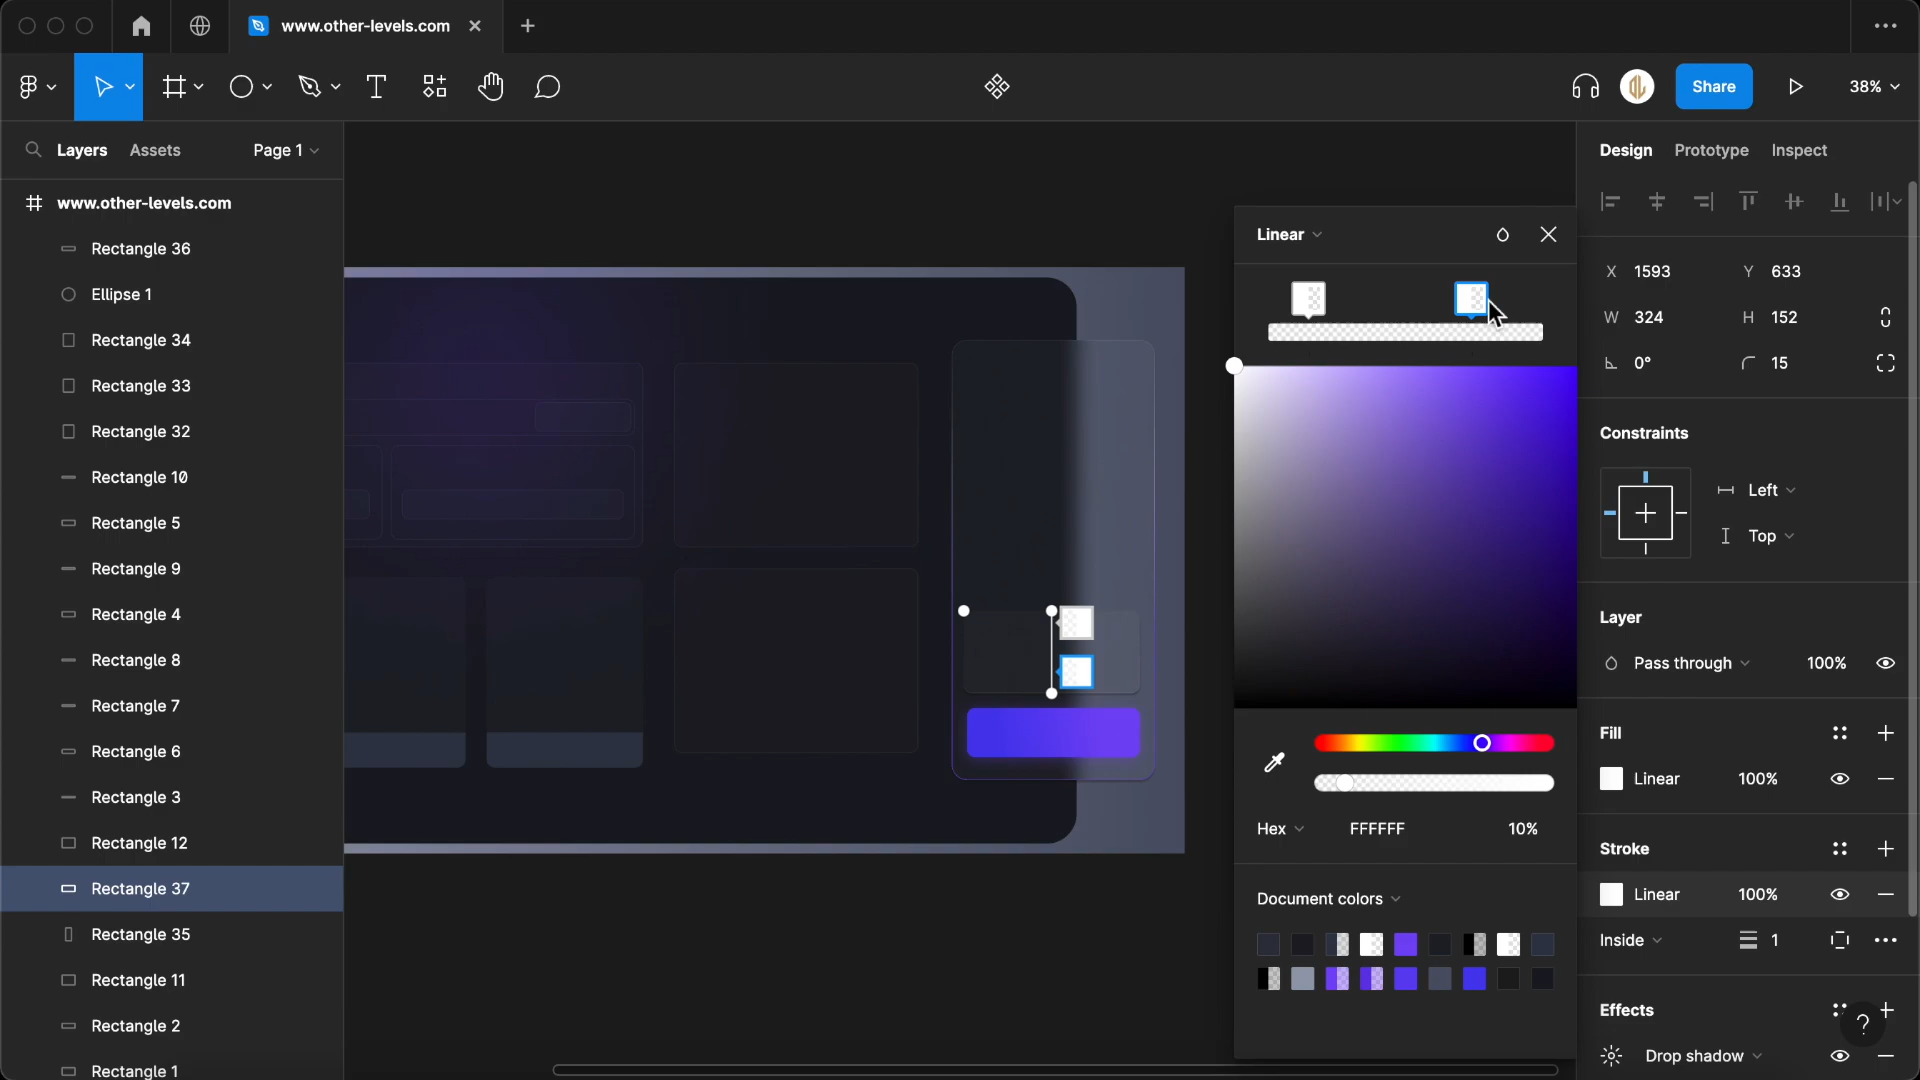 www.other-levels.com
Share
38%
Layers
Assets
Page 1
www.other-levels.com
Rectangle 36
Ellipse 1
Rectangle 34
Rectangle 33
Rectangle 32
Rectangle 10
Rectangle 5
Rectangle 9
Rectangle 4
Rectangle 8
Rectangle 7
Rectangle 6
Rectangle 3
Rectangle 12
Rectangle 37
Rectangle 35
Rectangle 11
Rectangle 2
Rectangle 1
Linear
Hex
FFFFFF
10%
Document colors
Design
Prototype
Inspect
X 1593
Y 633
W 324
H 152
0°
15
Constraints
Left
Top
Layer
Pass through
100%
Fill
Linear
100%
Stroke
Linear
100%
Inside
1
Effects
?
Drop shadow